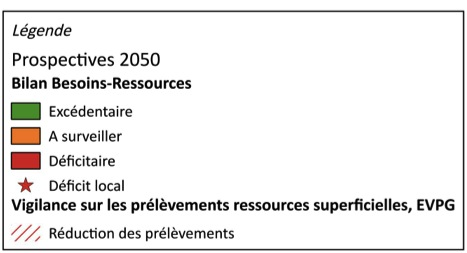 Légende
Prospectives 2050
Bilan Besoins-Ressources
Excédentaire
A surveiller
Déficitaire
Déficit local
Vigilance sur les prélèvements ressources superficielles, EVPG
Réduction des prélèvements